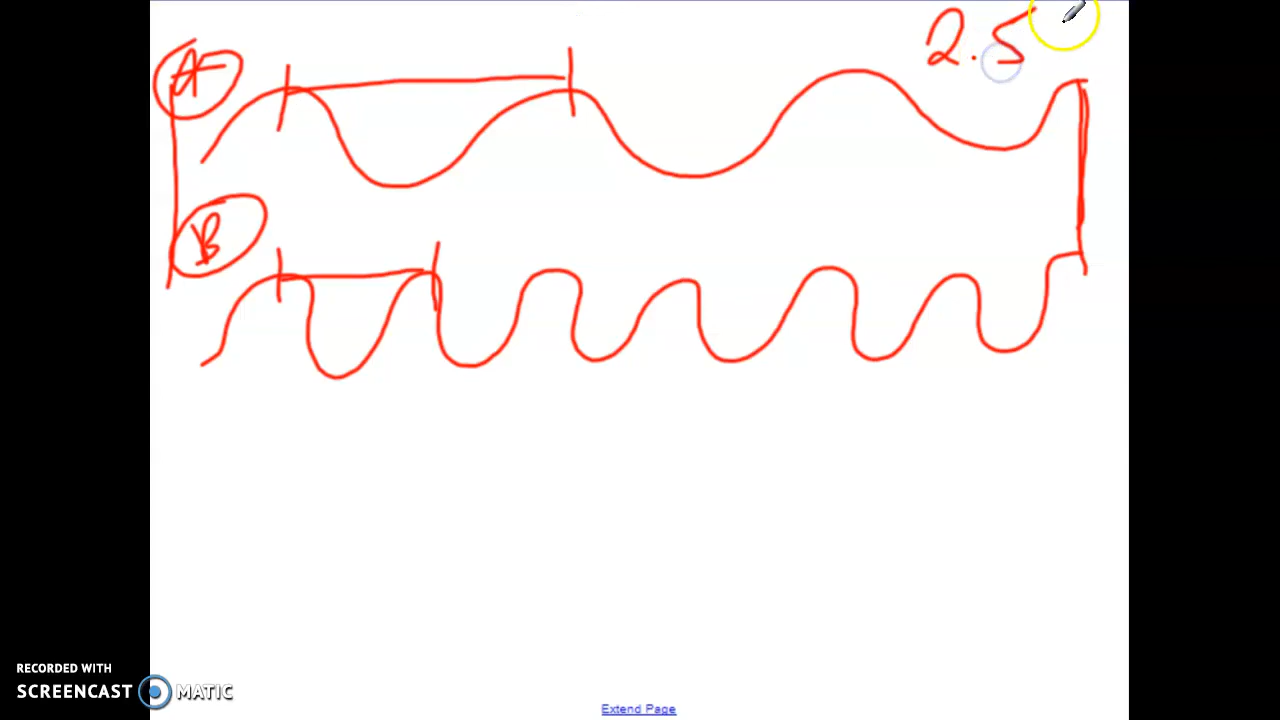 2.5
A
B
RECORDED WITH
SCREENCAST MATIC
Extend Page